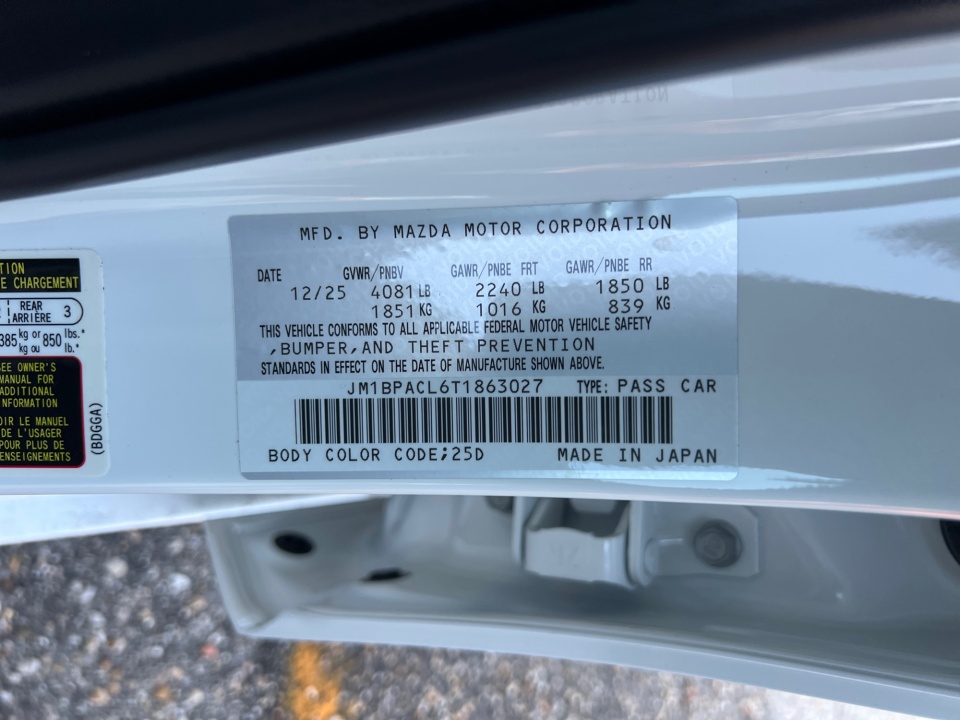 MFD. BY MAZDA MOTOR CORPORATION
DATE GVWR/PNBV GAWR/PNBE FRT GAWR/PNBE RR
12/25 4081 LB 2240 LB 1850 LB
1851 KG 1016 KG 839 KG
THIS VEHICLE CONFORMS TO ALL APPLICABLE FEDERAL MOTOR VEHICLE SAFETY
,BUMPER,AND THEFT PREVENTION
STANDARDS IN EFFECT ON THE DATE OF MANUFACTURE SHOWN ABOVE.
JM1BPACL6T1863027 TYPE: PASS CAR
BODY COLOR CODE;25D MADE IN JAPAN
TION
E CHARGEMENT
REAR 3
ARRIÈRE
385 kg or 850 lbs.*
kg ou lb.*
SEE OWNER'S
MANUAL FOR
ADDITIONAL
INFORMATION
OIR LE MANUEL
DE L'USAGER
POUR PLUS DE
ENSEIGNEMENTS
(BDGGA)